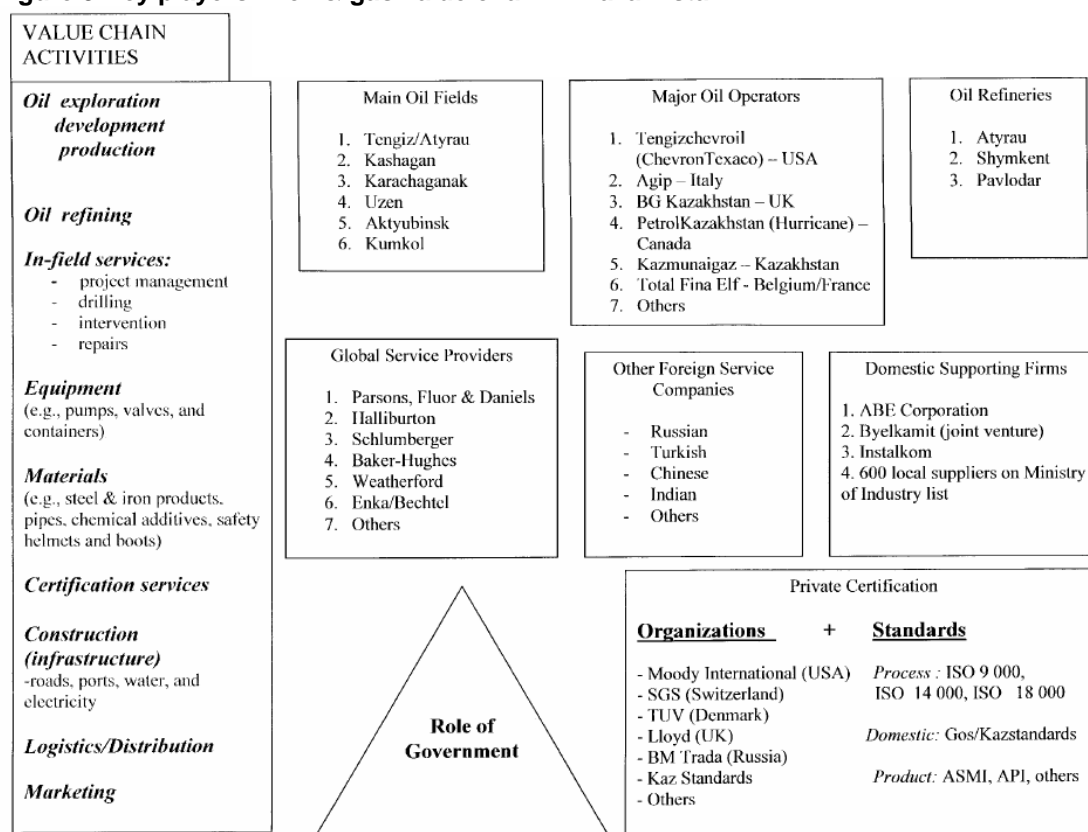 VALUE CHAIN
ACTIVITIES
Oil exploration
development
production
Oil refining
In-field services:
- project management
- drilling
- intervention
- repairs
Equipment
(e.g., pumps, valves, and
containers)
Materials
(e.g., steel & iron products,
pipes, chemical additives, safety
helmets and boots)
Certification services
Construction
(infrastructure)
-roads, ports, water, and
electricity
Logistics/Distribution
Marketing
Main Oil Fields
1. Tengiz/Atyrau
2. Kashagan
3. Karachaganak
4. Uzen
5. Aktyubinsk
6. Kumkol
Major Oil Operators
1. Tengizchevroil
(ChevronTexaco) – USA
2. Agip – Italy
3. BG Kazakhstan – UK
4. PetrolKazakhstan (Hurricane) –
Canada
5. Kazmunaigaz – Kazakhstan
6. Total Fina Elf - Belgium/France
7. Others
Oil Refineries
1. Atyrau
2. Shymkent
3. Pavlodar
Global Service Providers
1. Parsons, Fluor & Daniels
2. Halliburton
3. Schlumberger
4. Baker-Hughes
5. Weatherford
6. Enka/Bechtel
7. Others
Other Foreign Service
Companies
- Russian
- Turkish
- Chinese
- Indian
- Others
Domestic Supporting Firms
1. ABE Corporation
2. Byelkamit (joint venture)
3. Instalkom
4. 600 local suppliers on Ministry
of Industry list
Role of
Government
Private Certification
Organizations + Standards
- Moody International (USA)
- SGS (Switzerland)
- TUV (Denmark)
- Lloyd (UK)
- BM Trada (Russia)
- Kaz Standards
- Others
Process : ISO 9 000,
ISO 14 000, ISO 18 000
Domestic: Gos/Kazstandards
Product: ASMI, API, others